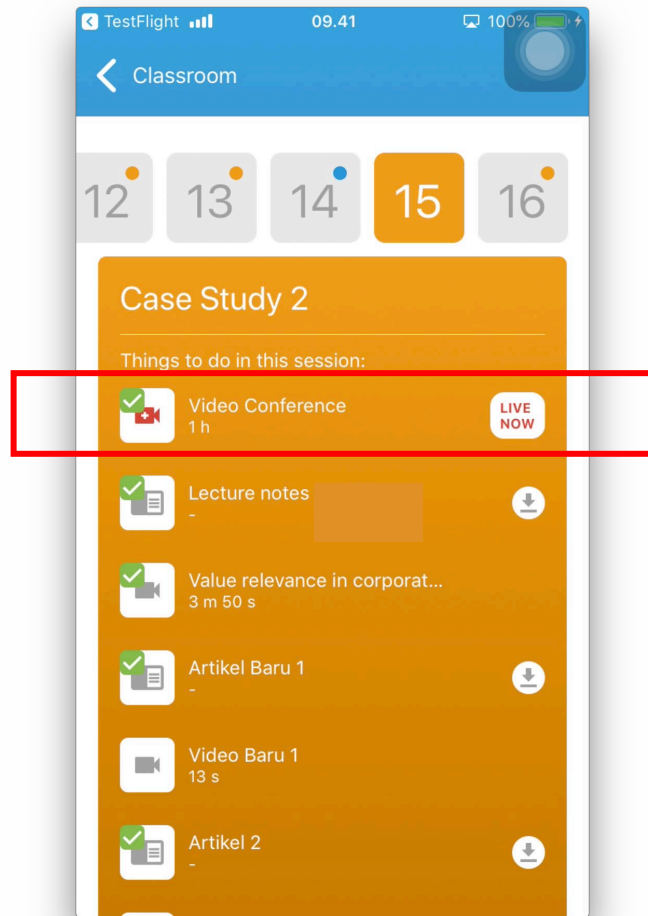 TestFlight 09.41 100%
Classroom
12 13 14 15 16
Case Study 2
Things to do in this session:
Video Conference
1 h
LIVE
NOW
Lecture notes
-
Value relevance in corporat...
3 m 50 s
Artikel Baru 1
-
Video Baru 1
13 s
Artikel 2
-